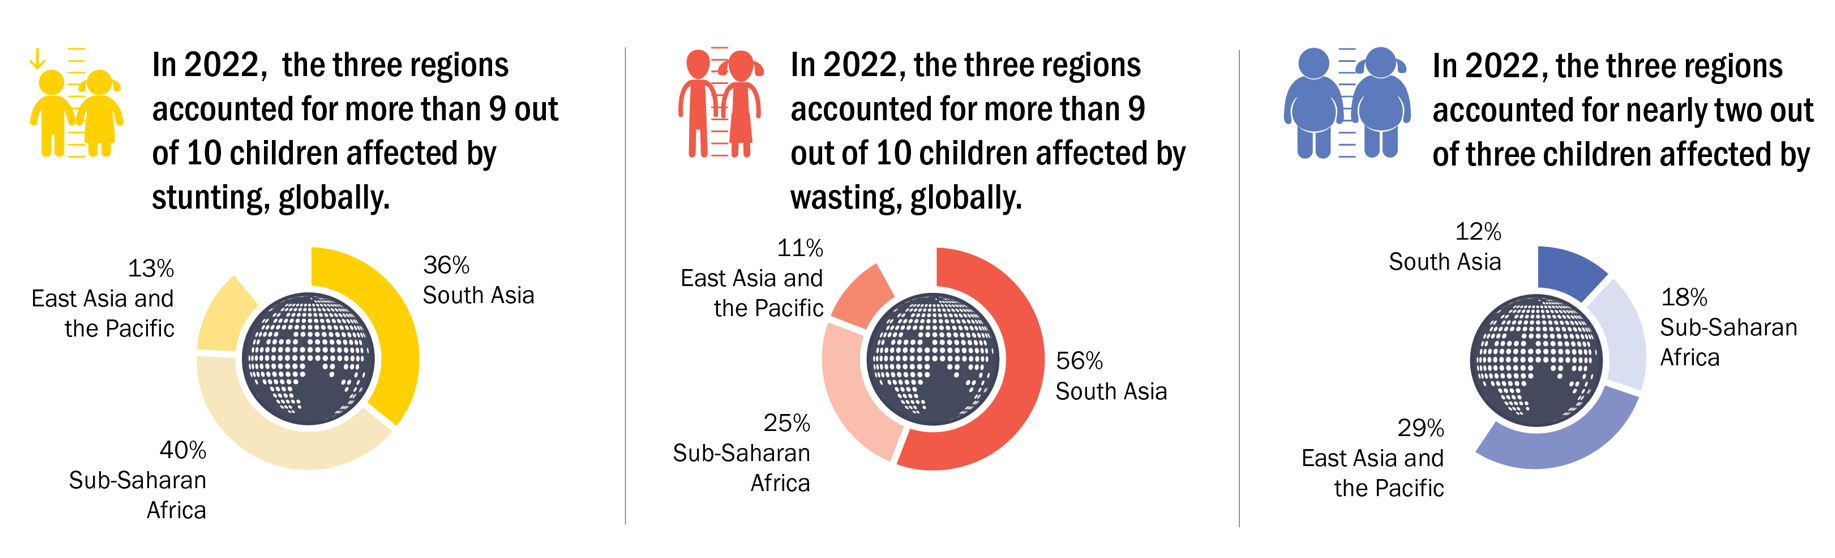 In 2022,  the three regions
accounted for more than 9 out
of 10 children affected by
stunting, globally.
13%
East Asia and
the Pacific
36%
South Asia
40%
Sub-Saharan
Africa
In 2022, the three regions
accounted for more than 9
out of 10 children affected by
wasting, globally.
11%
East Asia and
the Pacific
56%
South Asia
25%
Sub-Saharan
Africa
In 2022, the three regions
accounted for nearly two out
of three children affected by
12%
South Asia
18%
Sub-Saharan
Africa
29%
East Asia and
the Pacific